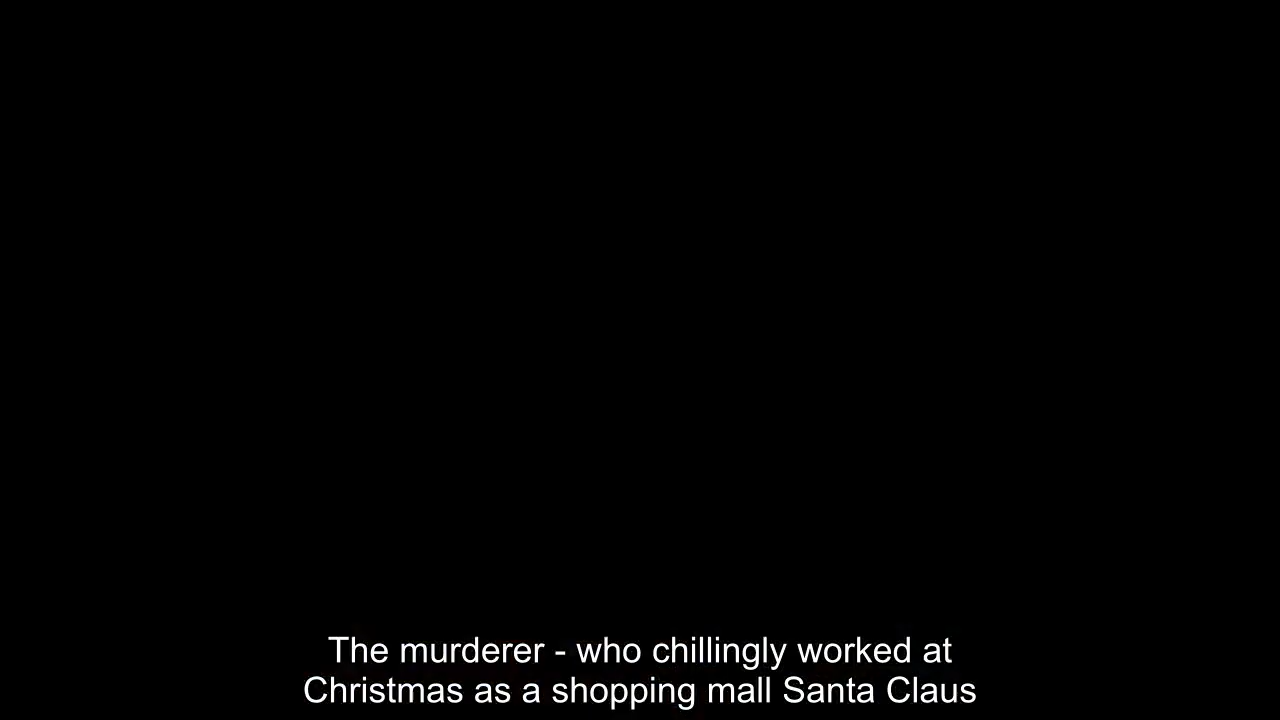 The murderer - who chillingly worked at
Christmas as a shopping mall Santa Claus